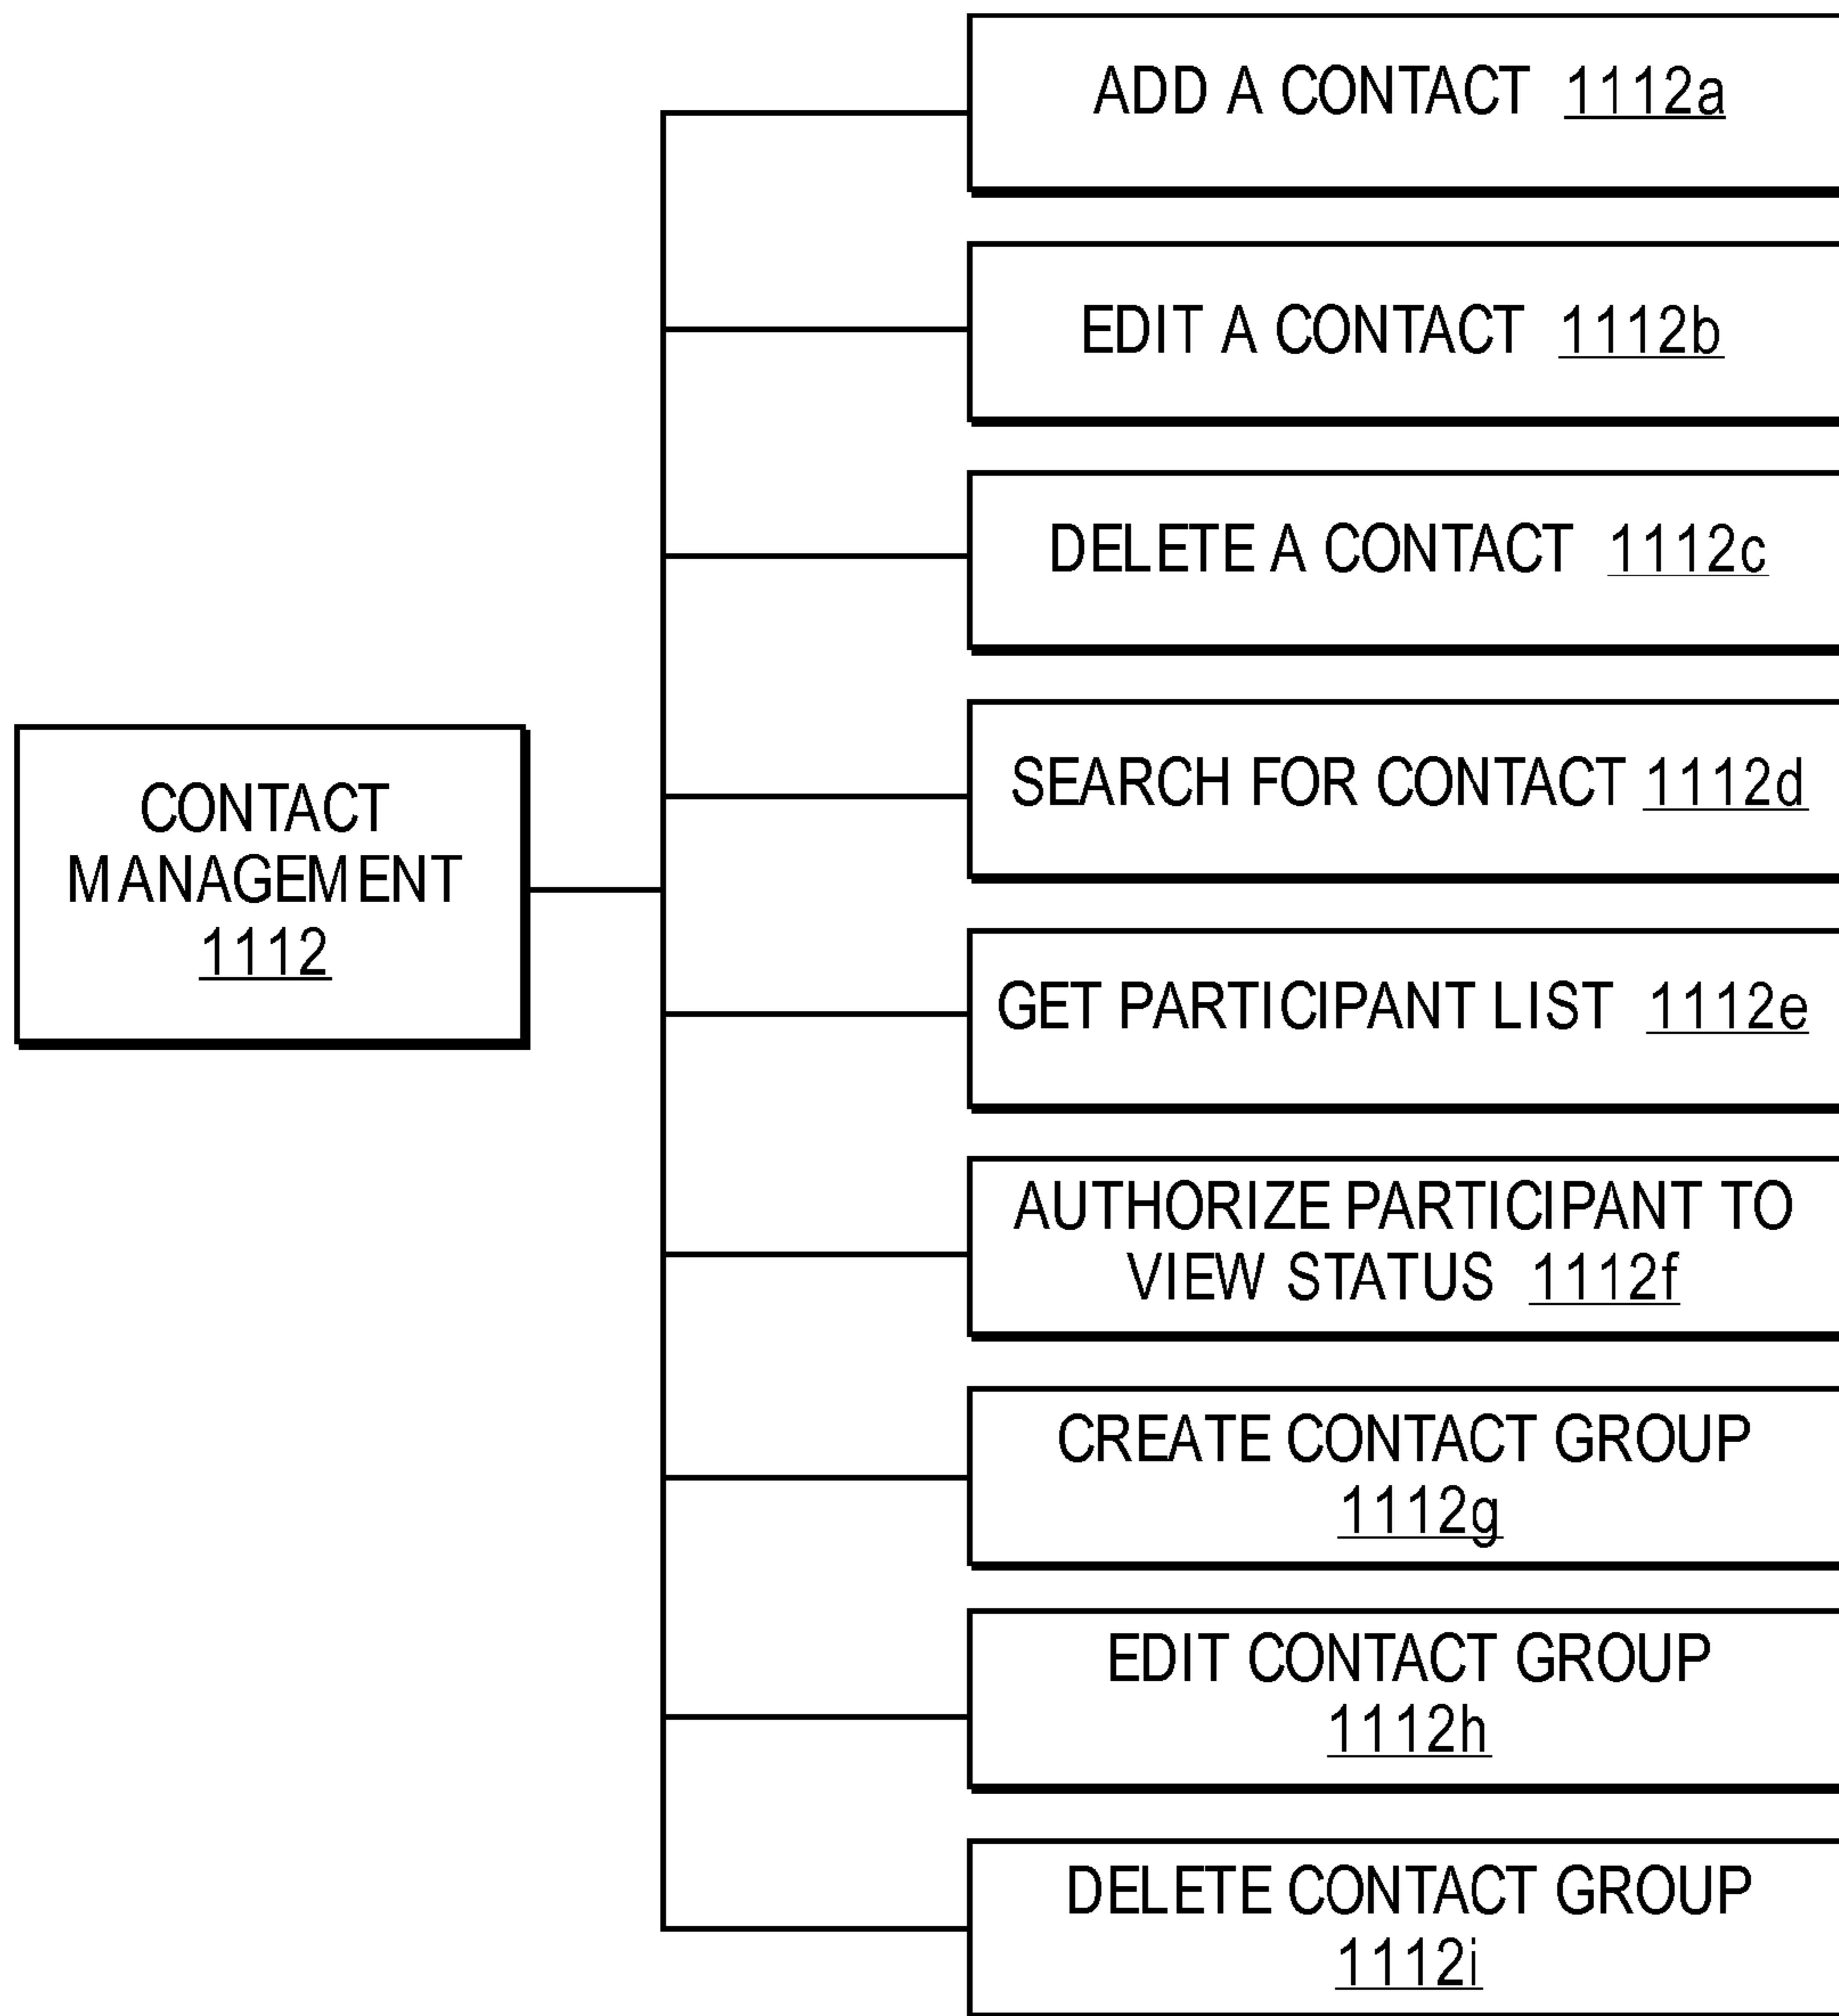 ADD A CONTACT 1112a
EDIT A CONTACT 1112b
DELETE A CONTACT 1112c
SEARCH FOR CONTACT 1112d
CONTACT
MANAGEMENT
1112
GET PARTICIPANT LIST 1112e
AUTHORIZE PARTICIPANT TO
VIEW STATUS 1112f
CREATE CONTACT GROUP
1112g
EDIT CONTACT GROUP
1112h
DELETE CONTACT GROUP
1112i